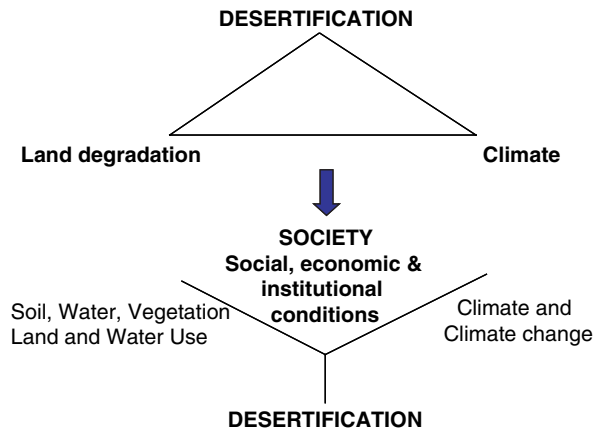 DESERTIFICATION
Land degradation
Climate
SOCIETY
Social, economic &
institutional
conditions
Soil, Water, Vegetation
Land and Water Use
Climate and
Climate change
DESERTIFICATION